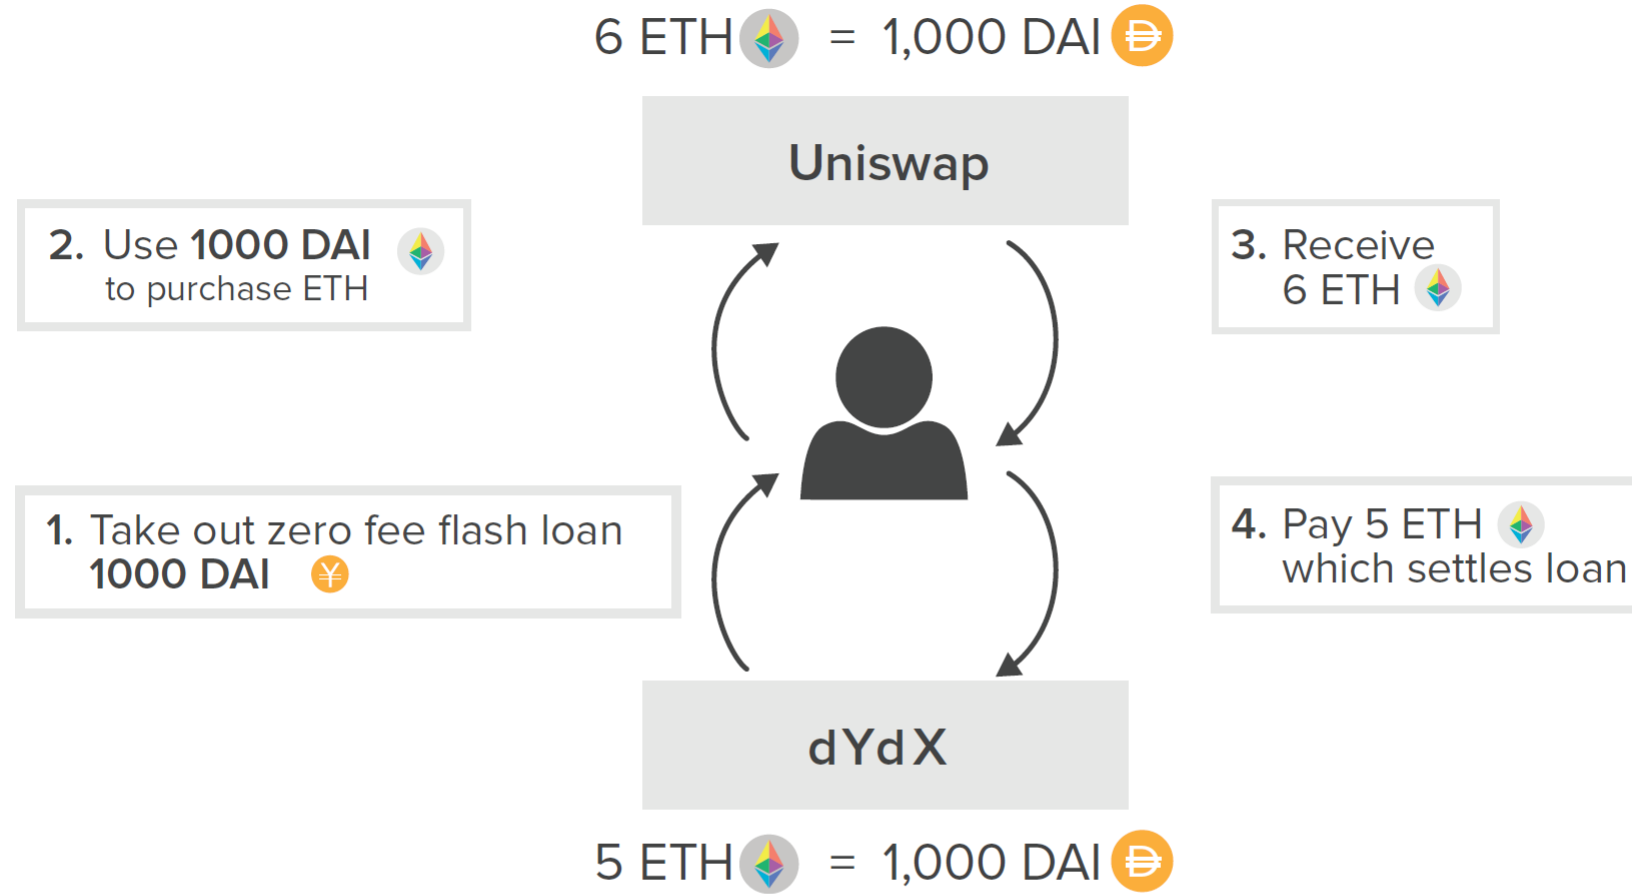 6 ETH = 1,000 DAI
Uniswap
2. Use 1000 DAI
to purchase ETH
3. Receive
6 ETH
1. Take out zero fee flash loan
1000 DAI ¥
4. Pay 5 ETH
which settles loan
dYdX
5 ETH = 1,000 DAI